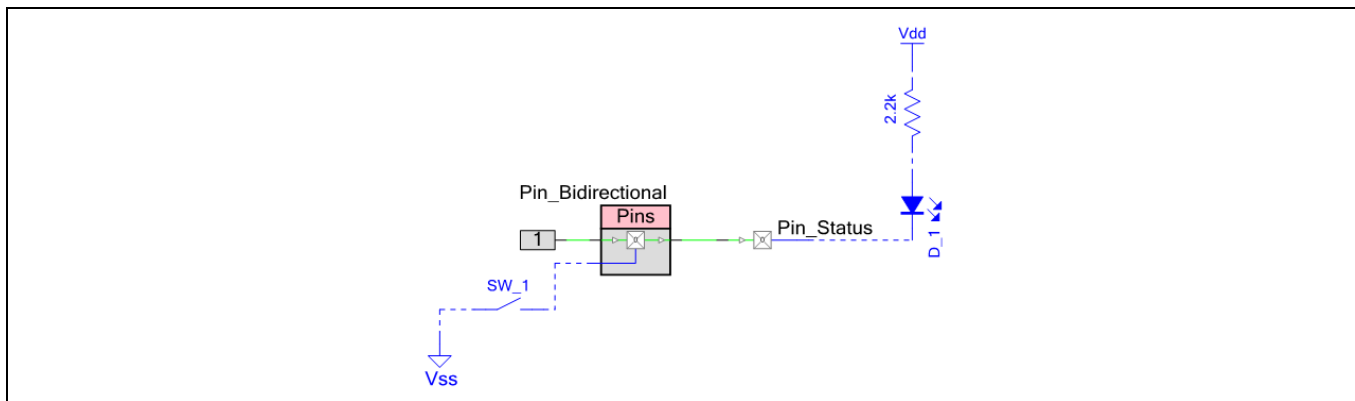 Vdd
2.2k
Pin_Bidirectional
Pins
1
Pin_Status
D_1
SW_1
Vss